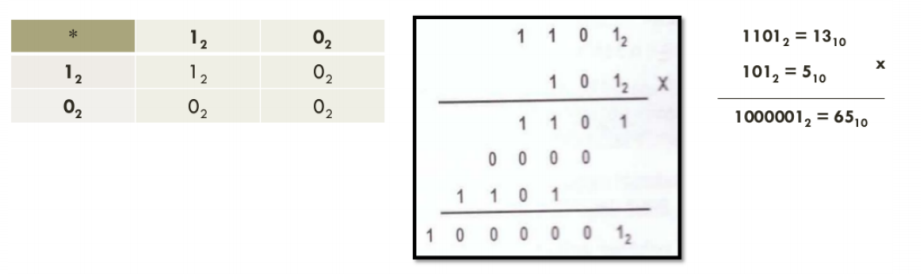 * 1₂ 0₂
1₂ 1₂ 0₂
0₂ 0₂ 0₂
1 1 0 1₂
1 0 1₂ X
1 1 0 1
0 0 0 0
1 1 0 1
1 0 0 0 0 0 1₂
1101₂ = 13₁₀
101₂ = 5₁₀ x
1000001₂ = 65₁₀